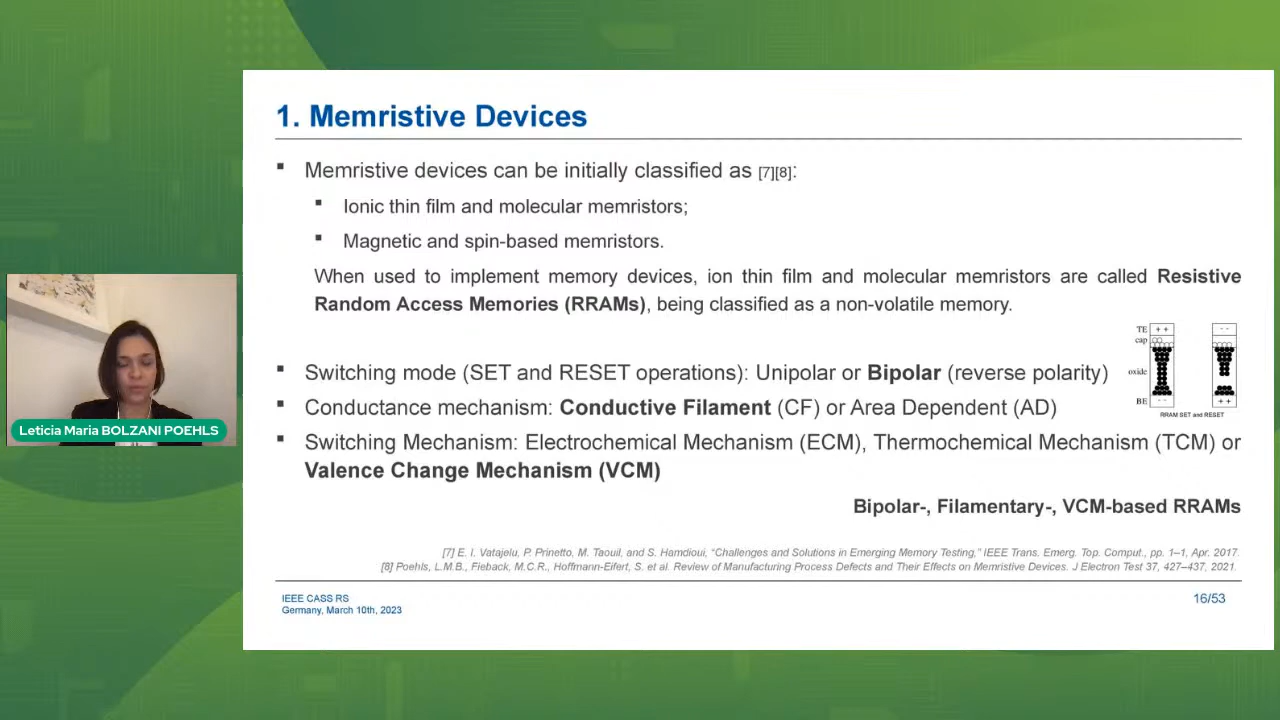 1. Memristive Devices
Memristive devices can be initially classified as [7][8]:
Ionic thin film and molecular memristors;
Magnetic and spin-based memristors.
When used to implement memory devices, ion thin film and molecular memristors are called Resistive
Random Access Memories (RRAMs), being classified as a non-volatile memory.
TE + + - -
cap
oxide
BE - - + +
RRAM SET and RESET
Switching mode (SET and RESET operations): Unipolar or Bipolar (reverse polarity)
Conductance mechanism: Conductive Filament (CF) or Area Dependent (AD)
Switching Mechanism: Electrochemical Mechanism (ECM), Thermochemical Mechanism (TCM) or
Valence Change Mechanism (VCM)
Bipolar-, Filamentary-, VCM-based RRAMs
[7] E. I. Vatajelu, P. Prinetto, M. Taouil, and S. Hamdioui, “Challenges and Solutions in Emerging Memory Testing,” IEEE Trans. Emerg. Top. Comput., pp. 1–1, Apr. 2017.
[8] Poehls, L.M.B., Fieback, M.C.R., Hoffmann-Eifert, S. et al. Review of Manufacturing Process Defects and Their Effects on Memristive Devices. J Electron Test 37, 427–437, 2021.
IEEE CASS RS
Germany, March 10th, 2023
16/53
Leticia Maria BOLZANI POEHLS